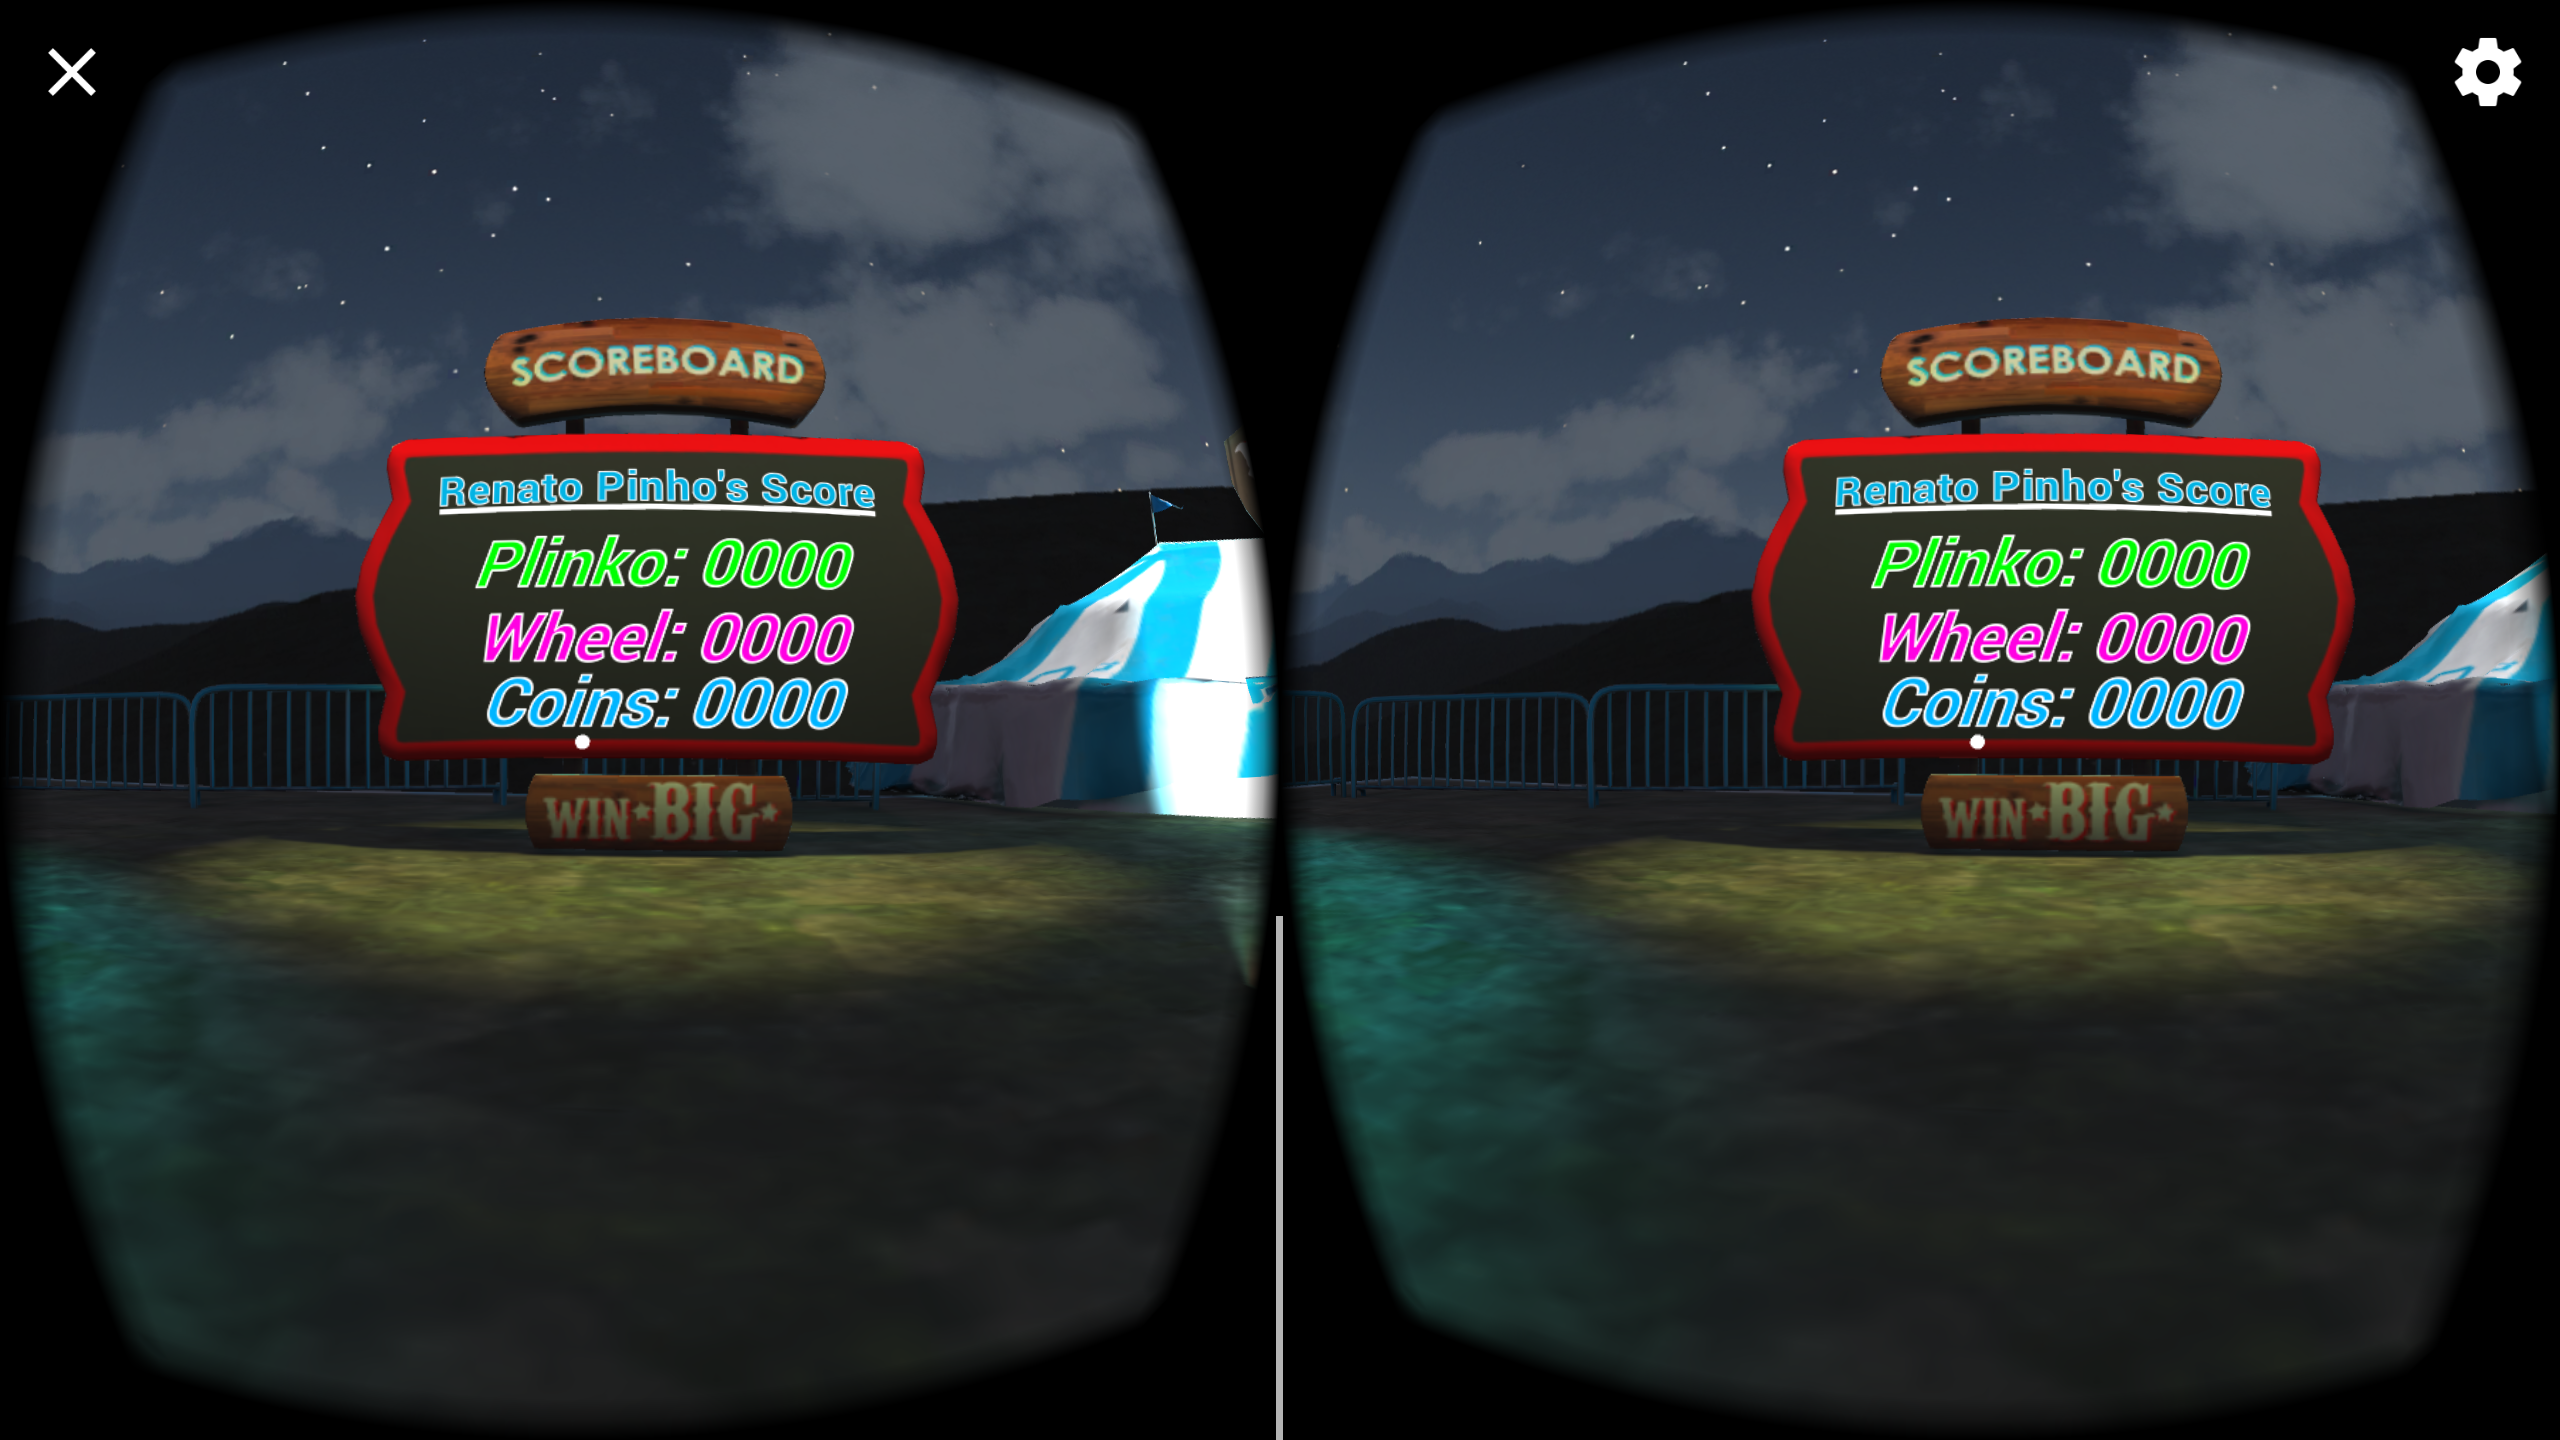 SCOREBOARD
Renato Pinho's Score
Plinko: 0000
Wheel: 0000
Coins: 0000
WIN★BIG★
SCOREBOARD
Renato Pinho's Score
Plinko: 0000
Wheel: 0000
Coins: 0000
WIN★BIG★